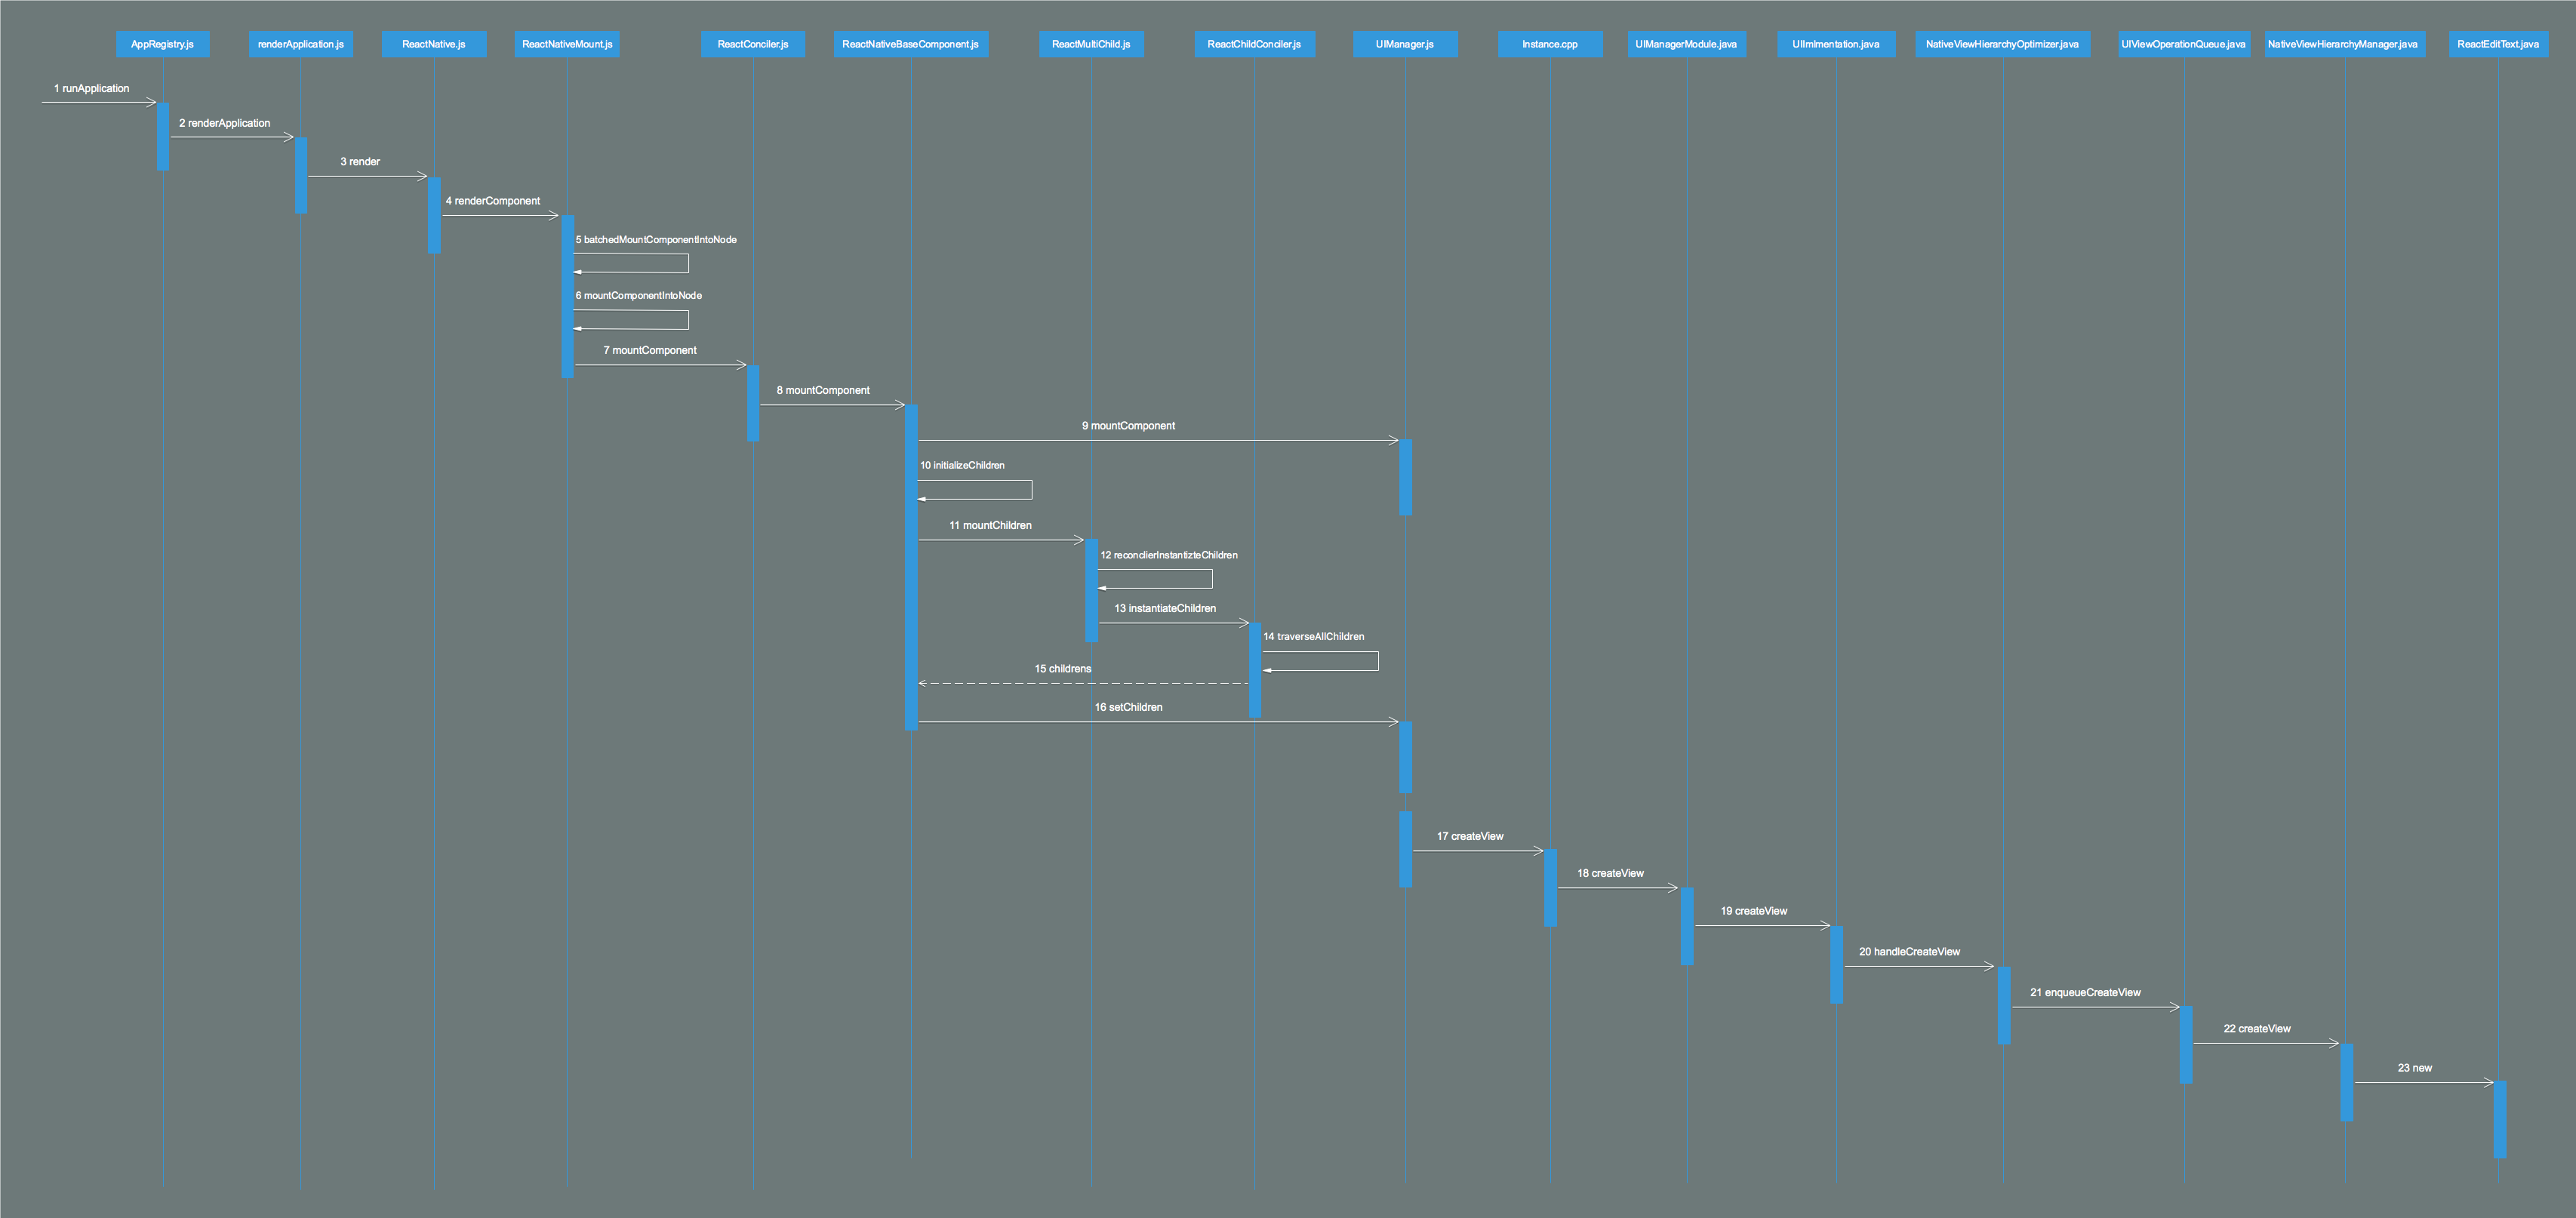 AppRegistry.js
renderApplication.js
ReactNative.js
ReactNativeMount.js
ReactConciler.js
ReactNativeBaseComponent.js
ReactMultiChild.js
ReactChildConciler.js
UIManager.js
Instance.cpp
UIManagerModule.java
UIImlmentation.java
NativeViewHierarchyOptimizer.java
UIViewOperationQueue.java
NativeViewHierarchyManager.java
ReactEditText.java
1 runApplication
2 renderApplication
3 render
4 renderComponent
5 batchedMountComponentIntoNode
6 mountComponentIntoNode
7 mountComponent
8 mountComponent
9 mountComponent
10 initializeChildren
11 mountChildren
12 reconclierInstantizteChildren
13 instantiateChildren
14 traverseAllChildren
15 childrens
16 setChildren
17 createView
18 createView
19 createView
20 handleCreateView
21 enqueueCreateView
22 createView
23 new